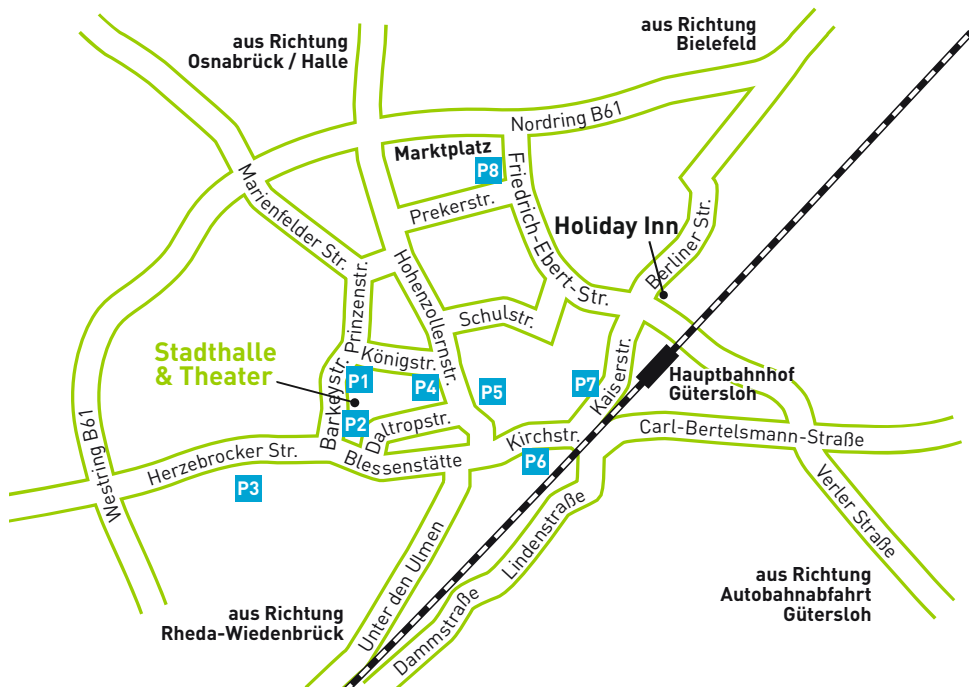 aus Richtung
Osnabrück / Halle
aus Richtung
Bielefeld
Nordring B61
Marktplatz
P8
Marienfelder Str.
Prekerstr.
Friedrich-Ebert-Str.
Holiday Inn
Berliner Str.
Hohenzollernstr.
Prinzenstr.
Schulstr.
Stadthalle
& Theater
Königstr.
P1
P4
P5
P7
Kaiserstr.
Hauptbahnhof
Gütersloh
Barkeystr.
P2
Daltropstr.
Kirchstr.
Carl-Bertelsmann-Straße
Westring B61
Herzebrocker Str.
Blessenstätte
P6
P3
Verler Straße
Lindenstraße
Unter den Ulmen
Dammstraße
aus Richtung
Autobahnabfahrt
Gütersloh
aus Richtung
Rheda-Wiedenbrück